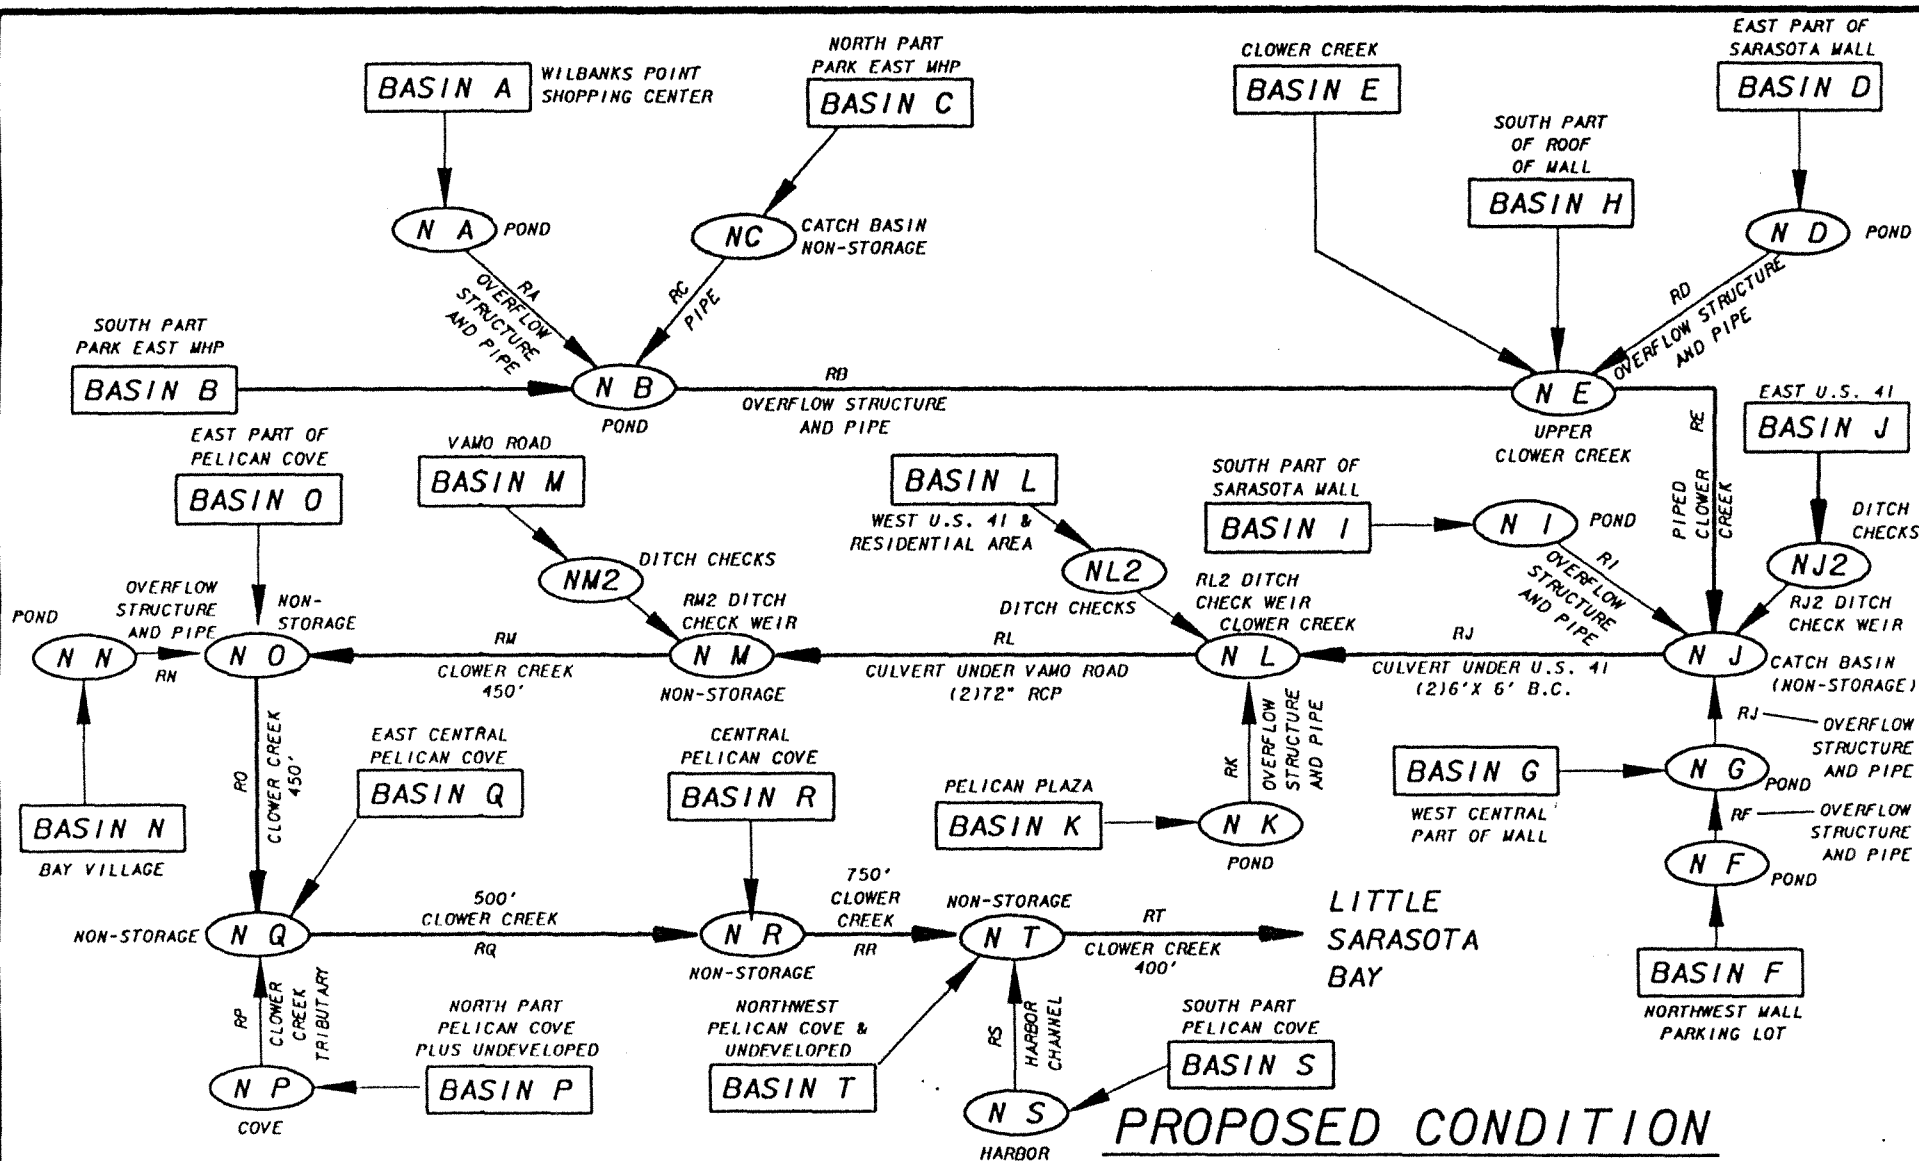 WILBANKS POINT
SHOPPING CENTER
BASIN A
NORTH PART
PARK EAST MHP
BASIN C
CLOWER CREEK
BASIN E
EAST PART OF
SARASOTA MALL
BASIN D
SOUTH PART
OF ROOF
OF MALL
BASIN H
N A
POND
NC
CATCH BASIN
NON-STORAGE
N D
POND
RA
OVERFLOW
STRUCTURE
AND PIPE
RC
PIPE
RD
OVERFLOW STRUCTURE
AND PIPE
SOUTH PART
PARK EAST MHP
BASIN B
N B
POND
RB
OVERFLOW STRUCTURE
AND PIPE
N E
UPPER
CLOWER CREEK
RE
PIPED
CLOWER
CREEK
EAST U.S. 41
BASIN J
DITCH
CHECKS
NJ2
RJ2 DITCH
CHECK WEIR
EAST PART OF
PELICAN COVE
BASIN O
VAMO ROAD
BASIN M
NM2
DITCH CHECKS
RM2 DITCH
CHECK WEIR
BASIN L
WEST U.S. 41 &
RESIDENTIAL AREA
NL2
DITCH CHECKS
RL2 DITCH
CHECK WEIR
CLOWER CREEK
SOUTH PART OF
SARASOTA MALL
BASIN I
N I
POND
RI
OVERFLOW
STRUCTURE
AND PIPE
POND
N N
OVERFLOW
STRUCTURE
AND PIPE
RN
NON-
STORAGE
N O
RM
CLOWER CREEK
450'
N M
NON-STORAGE
RL
CULVERT UNDER VAMO ROAD
(2)72" RCP
N L
RJ
CULVERT UNDER U.S. 41
(2)6'X 6' B.C.
N J
CATCH BASIN
(NON-STORAGE)
RJ
OVERFLOW
STRUCTURE
AND PIPE
BASIN N
BAY VILLAGE
RO
CLOWER CREEK
450'
EAST CENTRAL
PELICAN COVE
BASIN Q
CENTRAL
PELICAN COVE
BASIN R
PELICAN PLAZA
BASIN K
N K
POND
RK
OVERFLOW
STRUCTURE
AND PIPE
BASIN G
WEST CENTRAL
PART OF MALL
N G
POND
RF
OVERFLOW
STRUCTURE
AND PIPE
N F
POND
BASIN F
NORTHWEST MALL
PARKING LOT
NON-STORAGE
N Q
500'
CLOWER CREEK
RQ
N R
NON-STORAGE
750'
CLOWER
CREEK
RR
NON-STORAGE
N T
RT
CLOWER CREEK
400'
LITTLE
SARASOTA
BAY
RP
CLOWER
CREEK
TRIBUTARY
N P
COVE
NORTH PART
PELICAN COVE
PLUS UNDEVELOPED
BASIN P
NORTHWEST
PELICAN COVE &
UNDEVELOPED
BASIN T
RS
HARBOR
CHANNEL
N S
HARBOR
SOUTH PART
PELICAN COVE
BASIN S
PROPOSED CONDITION